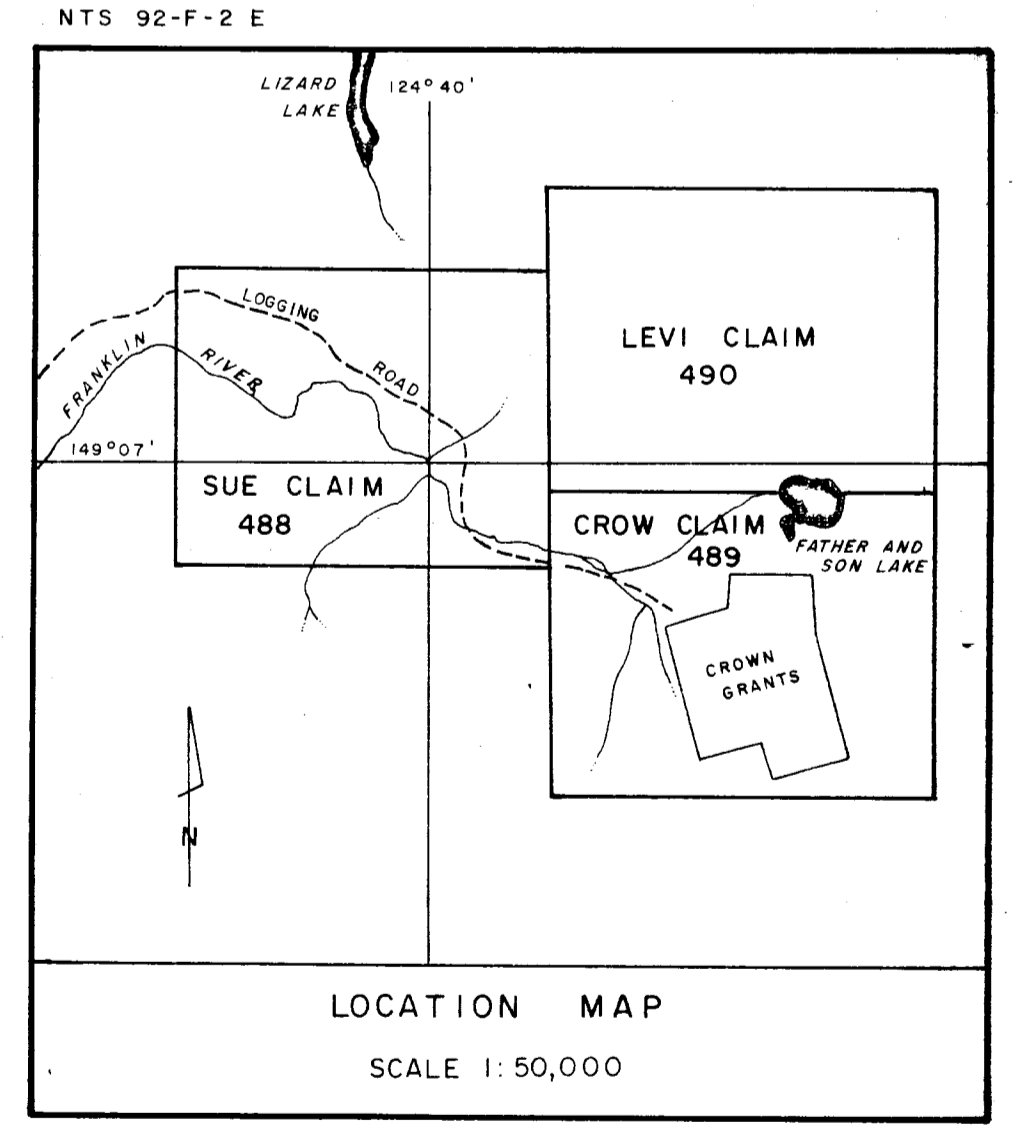 NTS 92-F-2 E
LIZARD
LAKE
124° 40'
LOGGING
ROAD
FRANKLIN
RIVER
149° 07'
LEVI CLAIM
490
SUE CLAIM
488
CROW CLAIM
489
FATHER AND
SON LAKE
CROWN
GRANTS
N
LOCATION MAP
SCALE 1:50,000